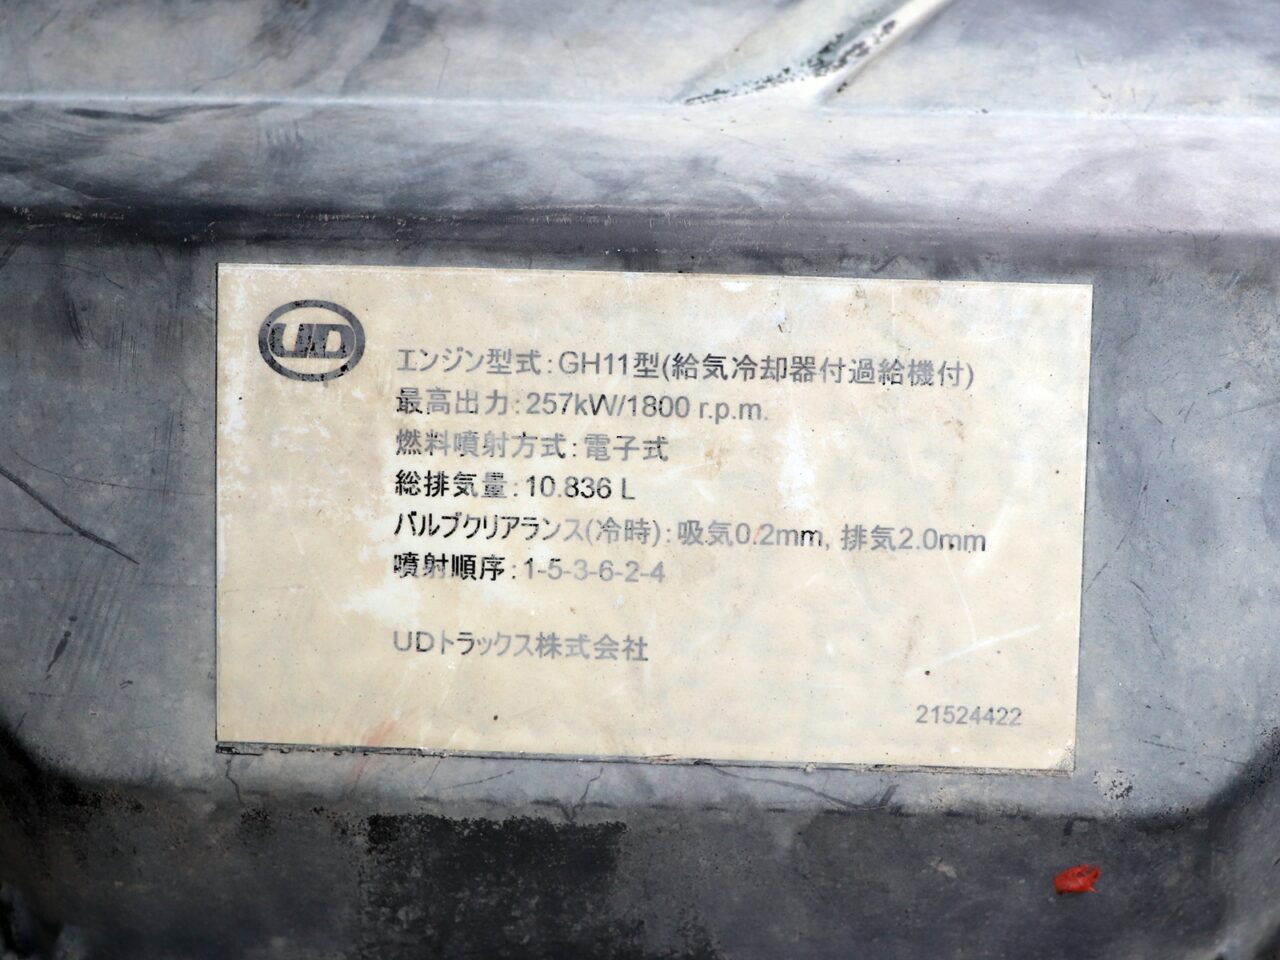 UD
エンジン型式:GH11型(給気冷却器付過給機付)
最高出力:257kW/1800 r.p.m.
燃料噴射方式:電子式
総排気量:10.836 L
バルブクリアランス(冷時):吸気0.2mm, 排気2.0mm
噴射順序:1-5-3-6-2-4
UDトラックス株式会社
21524422